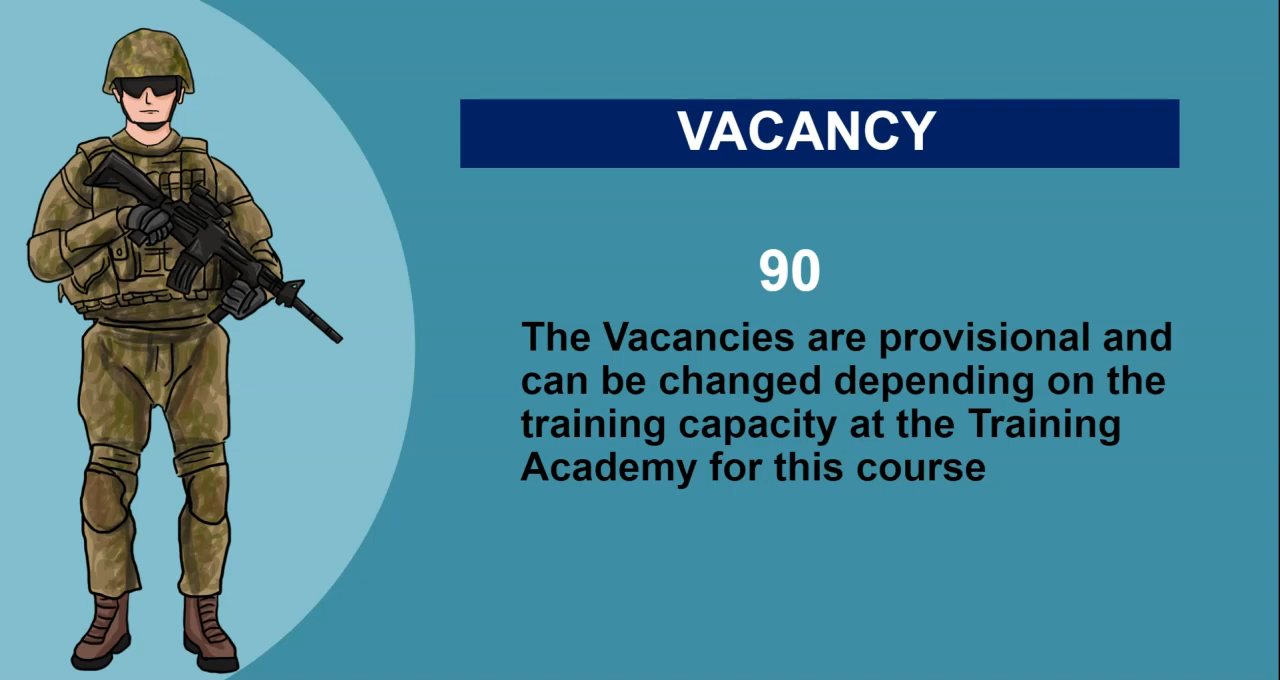 VACANCY
90
The Vacancies are provisional and
can be changed depending on the
training capacity at the Training
Academy for this course